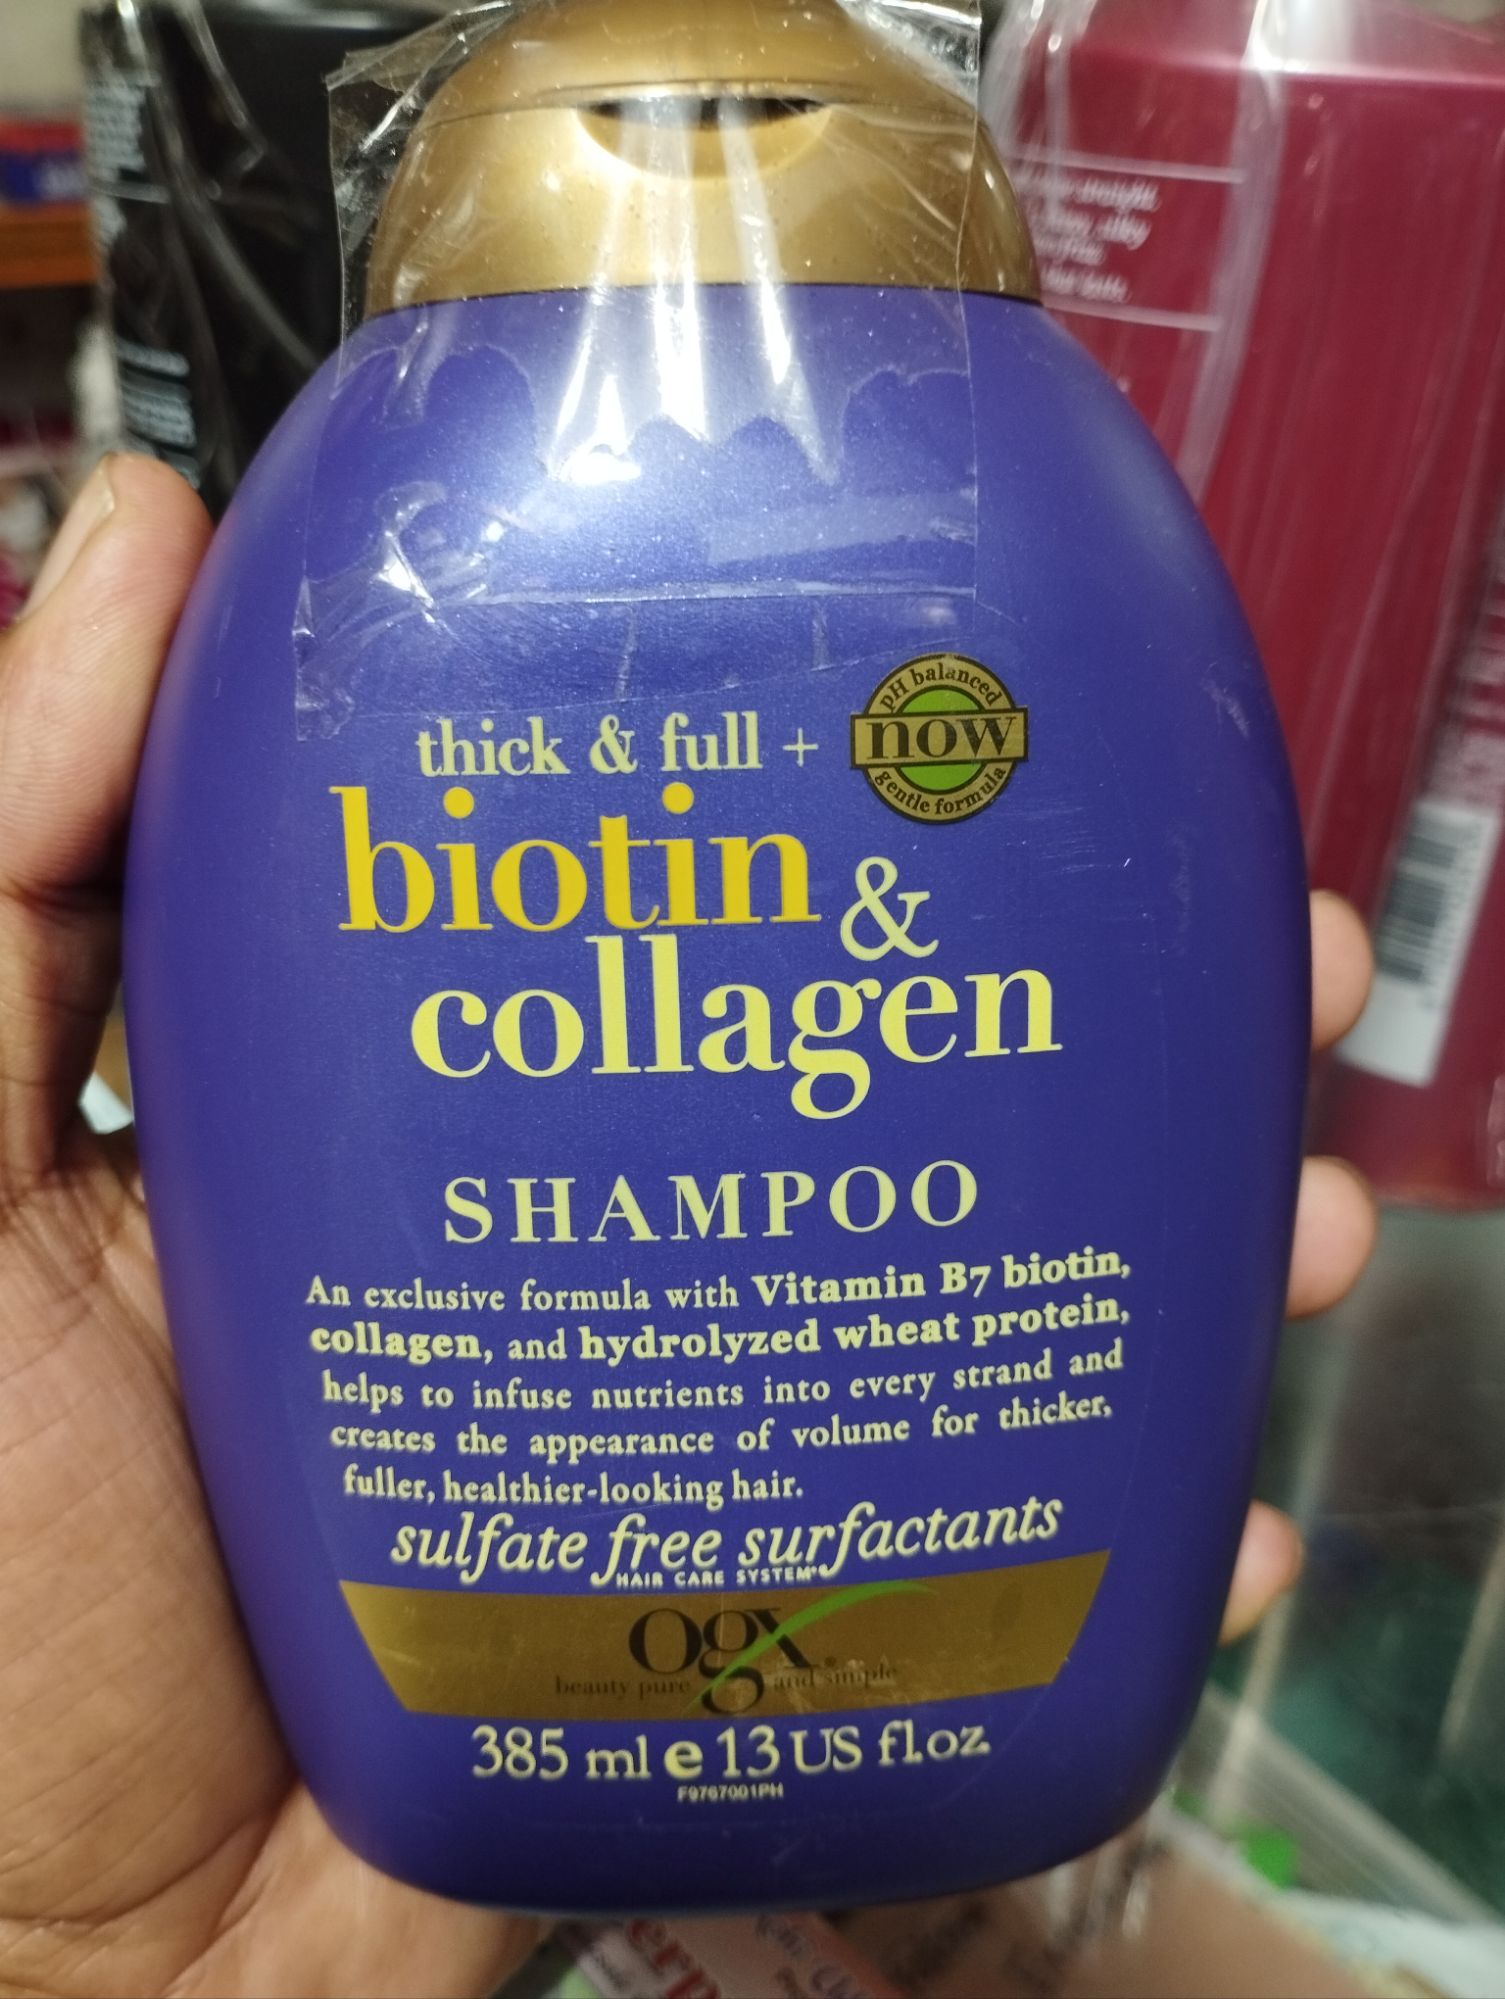 thick & full +
pH balanced
now
gentle formula
biotin &
collagen
SHAMPOO
An exclusive formula with Vitamin B7 biotin,
collagen, and hydrolyzed wheat protein,
helps to infuse nutrients into every strand and
creates the appearance of volume for thicker,
fuller, healthier-looking hair.
sulfate free surfactants
HAIR CARE SYSTEM
ogx
beauty pure and simple
385 ml e 13 US fl.oz
F9767001PH